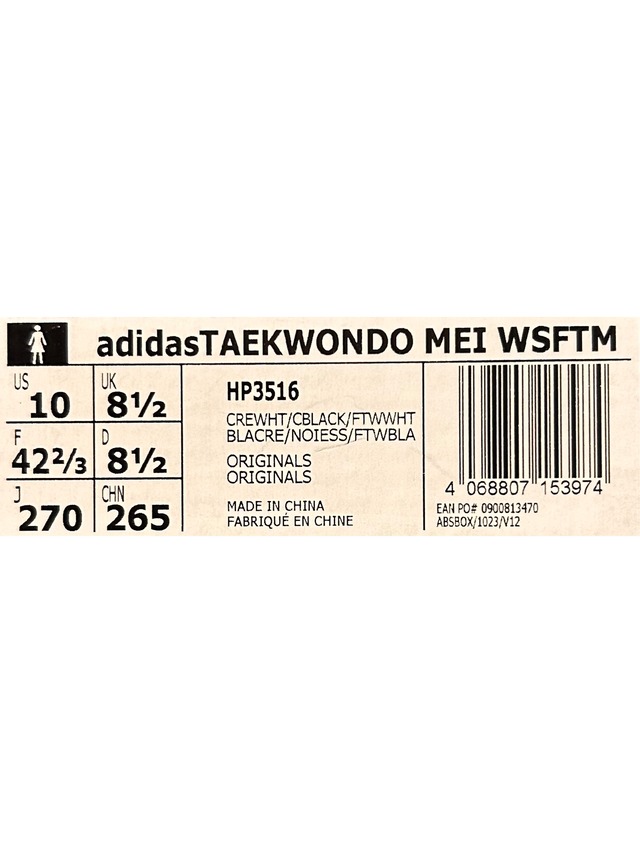 adidasTAEKWONDO MEI WSFTM
US 10 UK 8½
F 42⅔ D 8½
J 270 CHN 265
HP3516
CREWHT/CBLACK/FTWWHT
BLACRE/NOIESS/FTWBLA
ORIGINALS
ORIGINALS
MADE IN CHINA
FABRIQUÉ EN CHINE
4 068807 153974
EAN PO# 0900813470
ABSBOX/1023/V12